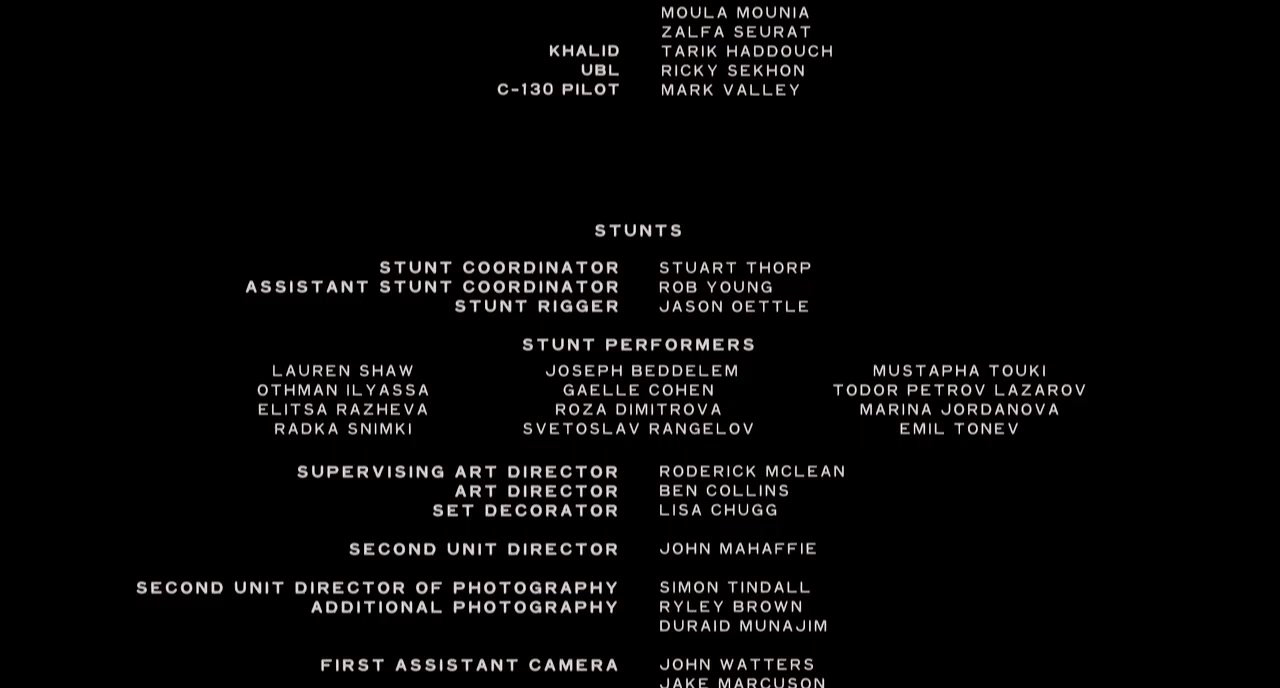 MOULA MOUNIA
ZALFA SEURAT
KHALID TARIK HADDOUCH
UBL RICKY SEKHON
C-130 PILOT MARK VALLEY
STUNTS
STUNT COORDINATOR STUART THORP
ASSISTANT STUNT COORDINATOR ROB YOUNG
STUNT RIGGER JASON OETTLE
STUNT PERFORMERS
LAUREN SHAW JOSEPH BEDDELEM MUSTAPHA TOUKI
OTHMAN ILYASSA GAELLE COHEN TODOR PETROV LAZAROV
ELITSA RAZHEVA ROZA DIMITROVA MARINA JORDANOVA
RADKA SNIMKI SVETOSLAV RANGELOV EMIL TONEV
SUPERVISING ART DIRECTOR RODERICK MCLEAN
ART DIRECTOR BEN COLLINS
SET DECORATOR LISA CHUGG
SECOND UNIT DIRECTOR JOHN MAHAFFIE
SECOND UNIT DIRECTOR OF PHOTOGRAPHY SIMON TINDALL
ADDITIONAL PHOTOGRAPHY RYLEY BROWN
DURAID MUNAJIM
FIRST ASSISTANT CAMERA JOHN WATTERS
JAKE MARCUSON